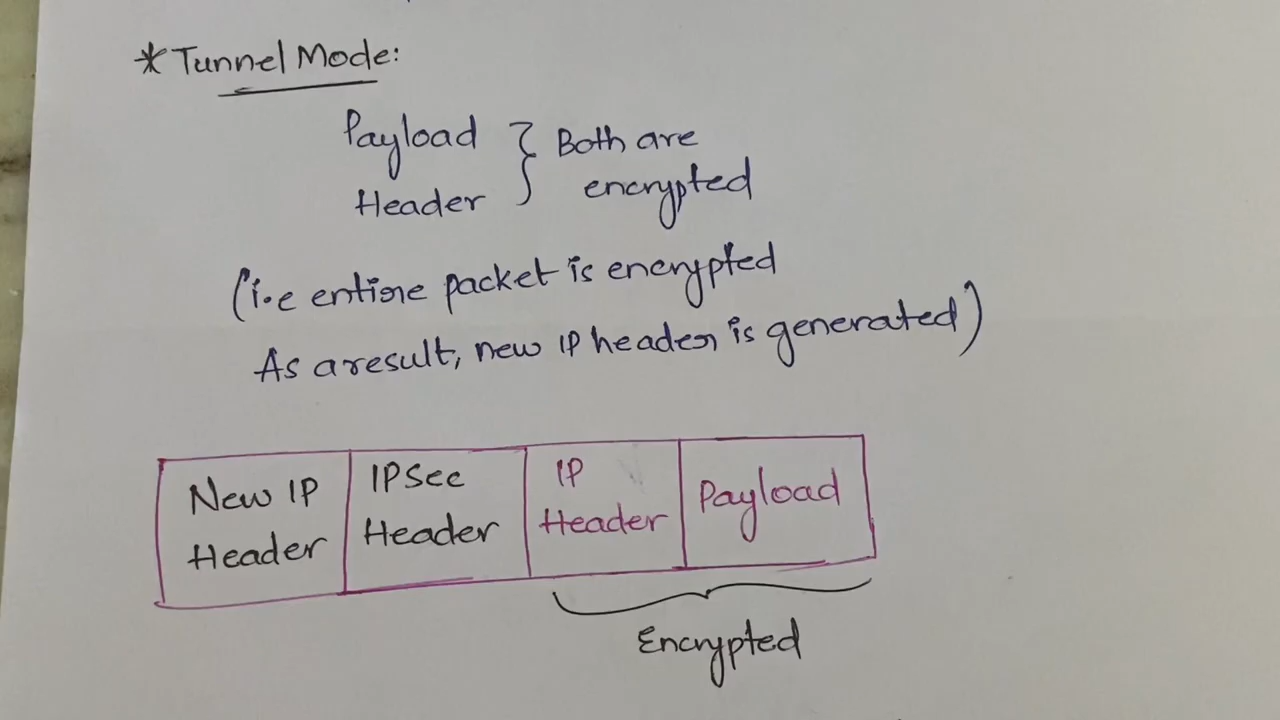 *Tunnel Mode:
Payload } Both are
Header } encrypted
(i.e entire packet is encrypted
As a result, new IP header is generated)
New IP Header | IPSec Header | IP Header | Payload
Encrypted